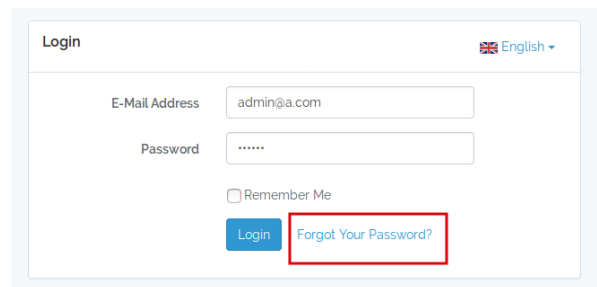 Login
English
E-Mail Address
admin@a.com
Password
••••••
Remember Me
Login Forgot Your Password?